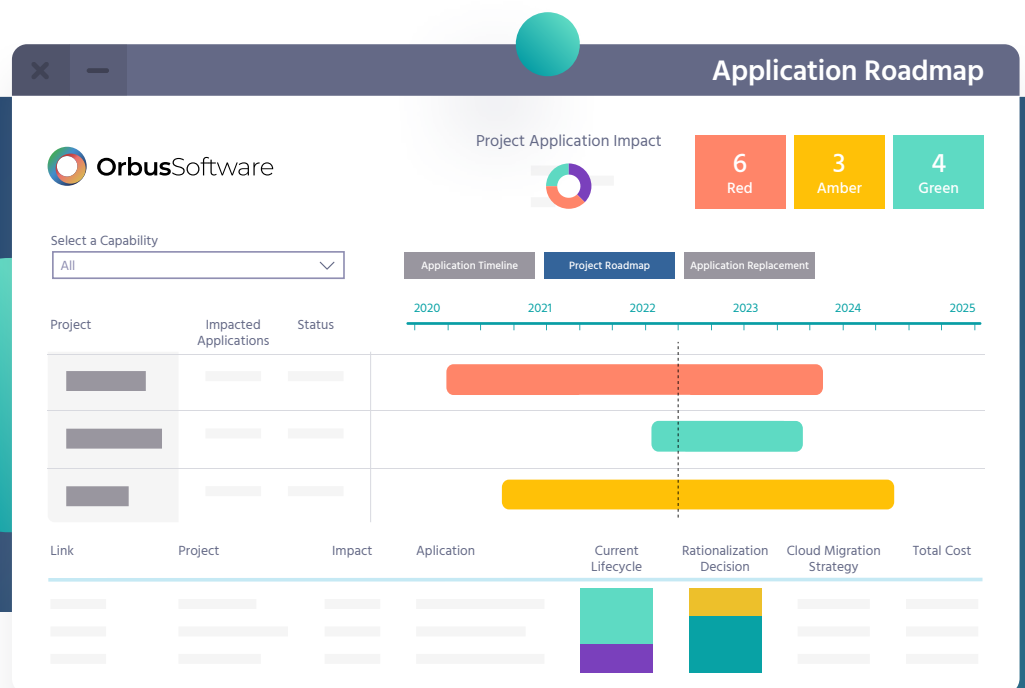 Application Roadmap
OrbusSoftware
Project Application Impact
6
Red
3
Amber
4
Green
Select a Capability
All
Application Timeline
Project Roadmap
Application Replacement
2020 2021 2022 2023 2024 2025
Project
Impacted
Applications
Status
Link
Project
Impact
Aplication
Current
Lifecycle
Rationalization
Decision
Cloud Migration
Strategy
Total Cost